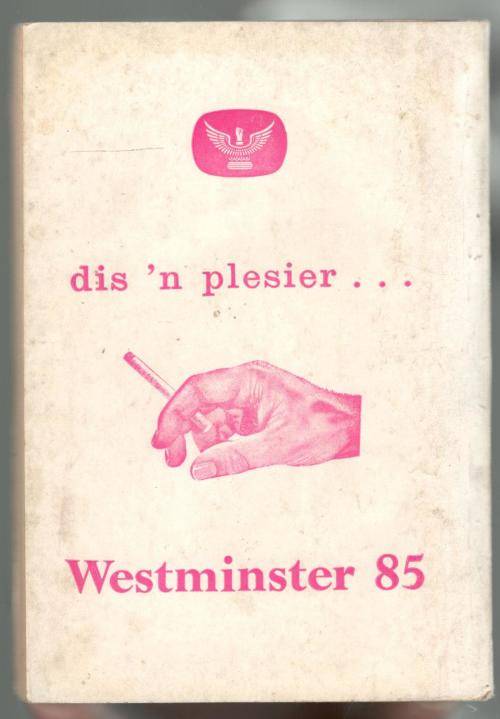 dis 'n plesier . . .
Westminster 85